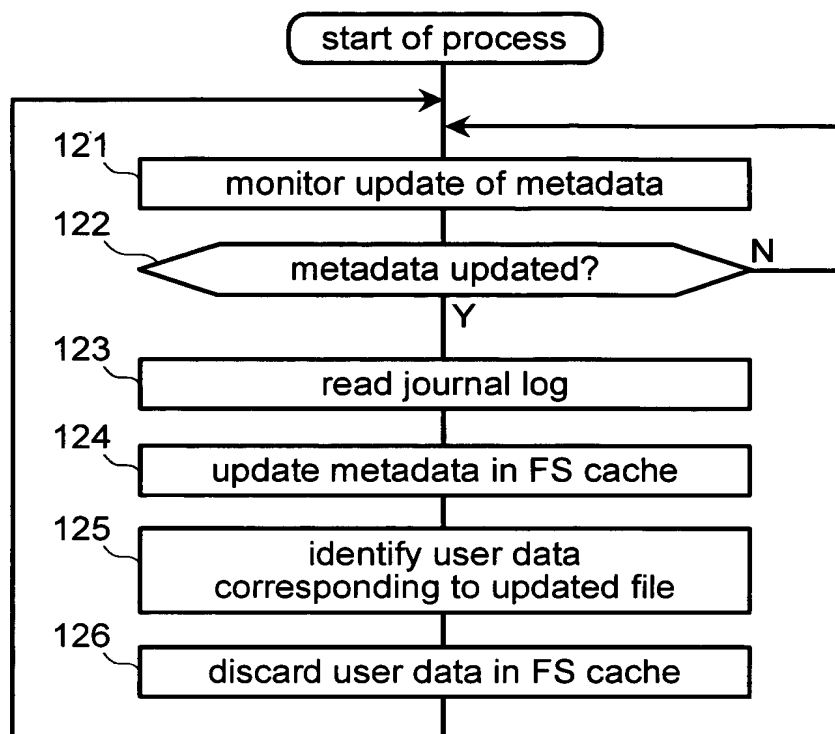 start of process
121
monitor update of metadata
122
metadata updated?
N
Y
123
read journal log
124
update metadata in FS cache
125
identify user data
corresponding to updated file
126
discard user data in FS cache